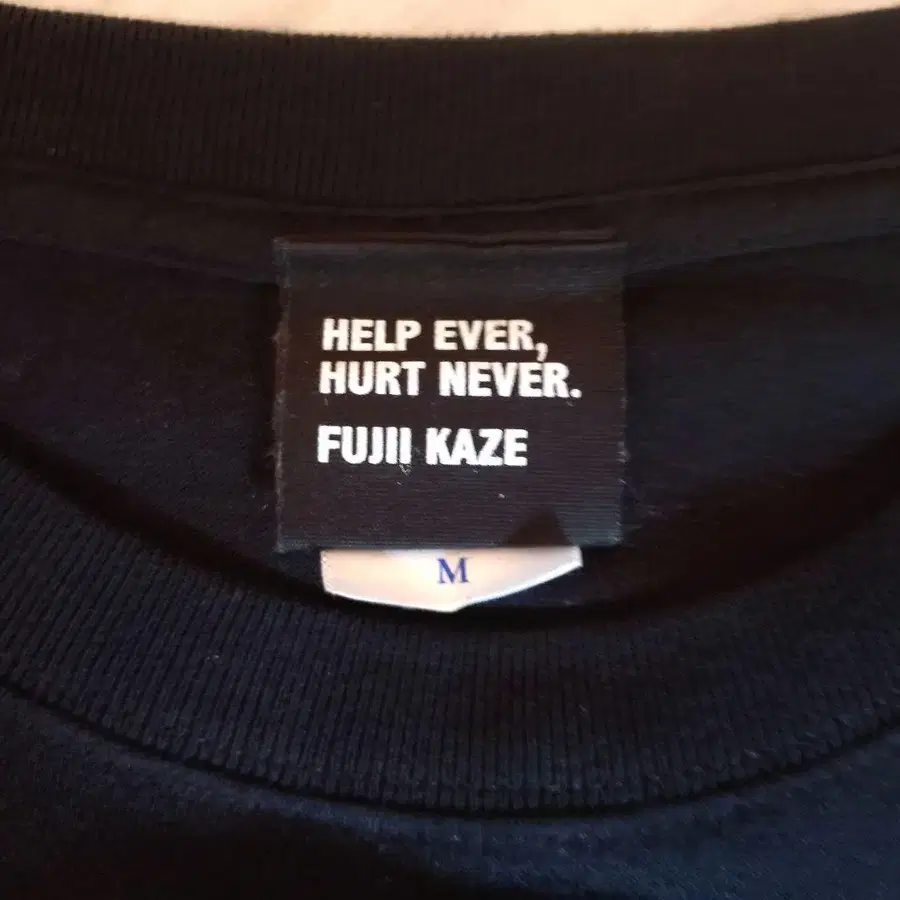 HELP EVER,
HURT NEVER.
FUJII KAZE
M